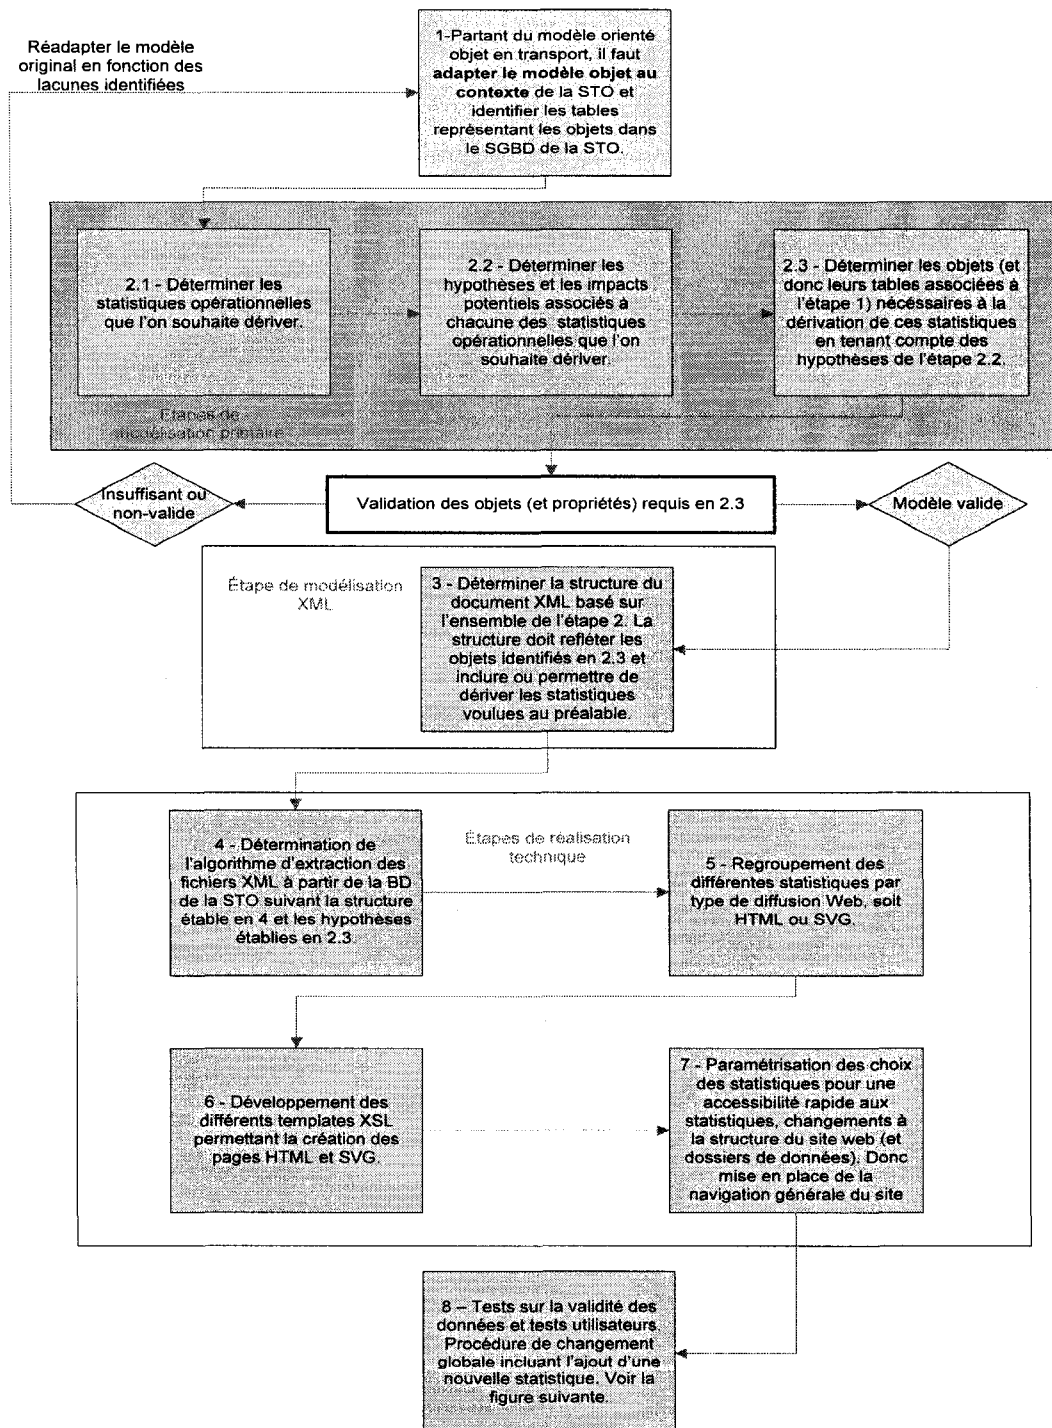 Réadapter le modèle
original en fonction des
lacunes identifiées
1-Partant du modèle orienté
objet en transport, il faut
adapter le modèle objet au
contexte de la STO et
identifier les tables
représentant les objets dans
le SGBD de la STO.
2.1 - Déterminer les
statistiques opérationnelles
que l'on souhaite dériver.
2.2 - Déterminer les
hypothèses et les impacts
potentiels associés à
chacune des statistiques
opérationnelles que l'on
souhaite dériver.
2.3 - Déterminer les objets (et
donc leurs tables associées à
l'étape 1) nécéssaires à la
dérivation de ces statistiques
en tenant compte des
hypothèses de l'étape 2.2.
Étapes de
modélisation primaire
Insuffisant ou
non-valide
Validation des objets (et propriétés) requis en 2.3
Modèle valide
Étape de modélisation
XML
3 - Déterminer la structure du
document XML basé sur
l'ensemble de l'étape 2. La
structure doit refléter les
objets identifiés en 2.3 et
inclure ou permettre de
dériver les statistiques
voulues au préalable.
4 - Détermination de
l'algorithme d'extraction des
fichiers XML à partir de la BD
de la STO suivant la structure
étable en 4 et les hypothèses
établies en 2.3.
Étapes de réalisation
technique
5 - Regroupement des
différentes statistiques par
type de diffusion Web, soit
HTML ou SVG.
6 - Développement des
différents templates XSL
permettant la création des
pages HTML et SVG.
7 - Paramétrisation des choix
des statistiques pour une
accessibilité rapide aux
statistiques, changements à
la structure du site web (et
dossiers de données). Donc
mise en place de la
navigation générale du site
8 – Tests sur la validité des
données et tests utilisateurs.
Procédure de changement
globale incluant l'ajout d'une
nouvelle statistique. Voir la
figure suivante.